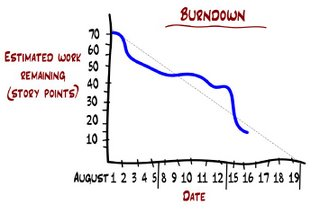 BURNDOWN
ESTIMATED WORK
REMAINING
(STORY POINTS)
70
60
50
40
30
20
10
AUGUST 1 2 3 4 5 8 9 10 11 12 15 16 17 18 19
DATE